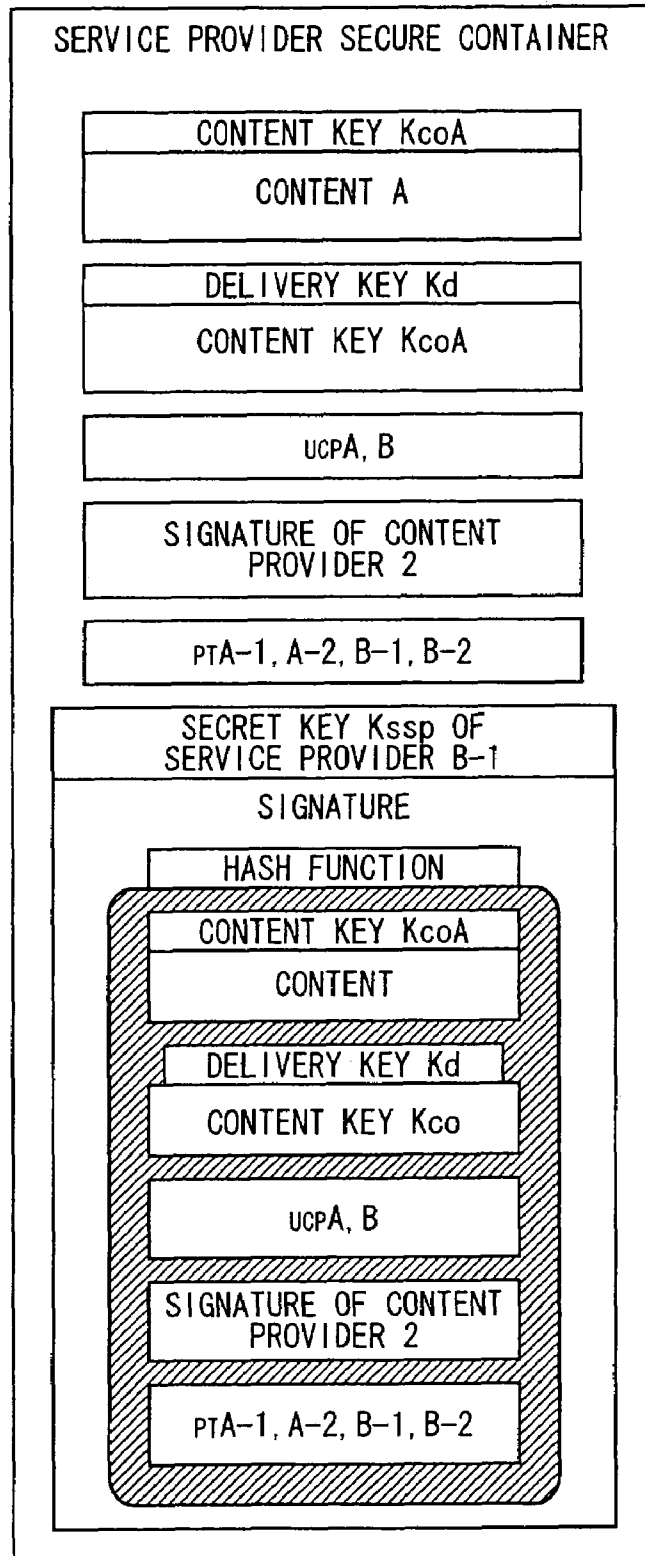 SERVICE PROVIDER SECURE CONTAINER
CONTENT KEY KcoA
CONTENT A
DELIVERY KEY Kd
CONTENT KEY KcoA
UCPA, B
SIGNATURE OF CONTENT
PROVIDER 2
PTA-1, A-2, B-1, B-2
SECRET KEY Kssp OF
SERVICE PROVIDER B-1
SIGNATURE
HASH FUNCTION
CONTENT KEY KcoA
CONTENT
DELIVERY KEY Kd
CONTENT KEY Kco
UCPA, B
SIGNATURE OF CONTENT
PROVIDER 2
PTA-1, A-2, B-1, B-2